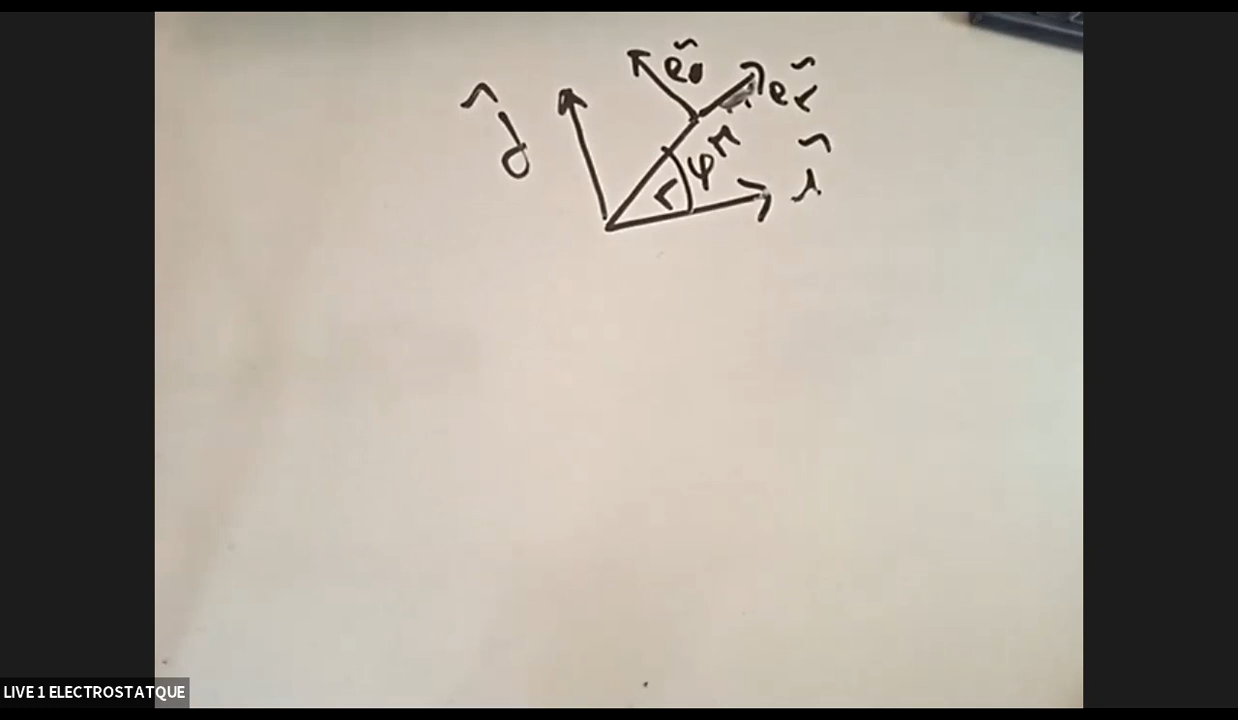 e͂θ
e͂r
ĵ
φ M
r
î
LIVE 1 ELECTROSTATQUE